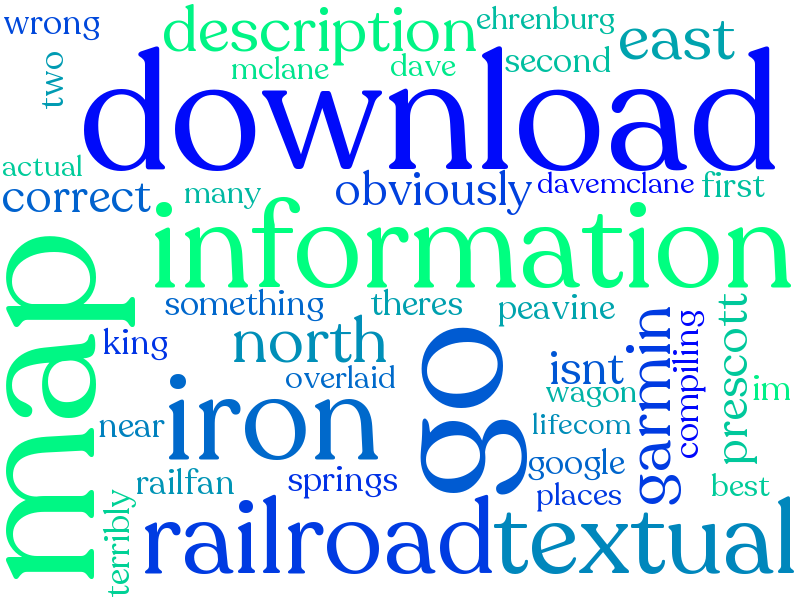 wrong
description
ehrenburg
east
two
mclane
dave
second
download
actual
correct
many
obviously
davemclane
first
information
map
something
theres
peavine
king
north
overlaid
iron
go
isnt
wagon
garmin
compiling
prescott
im
near
railfan
springs
lifecom
google
places
best
terribly
railroad
textual